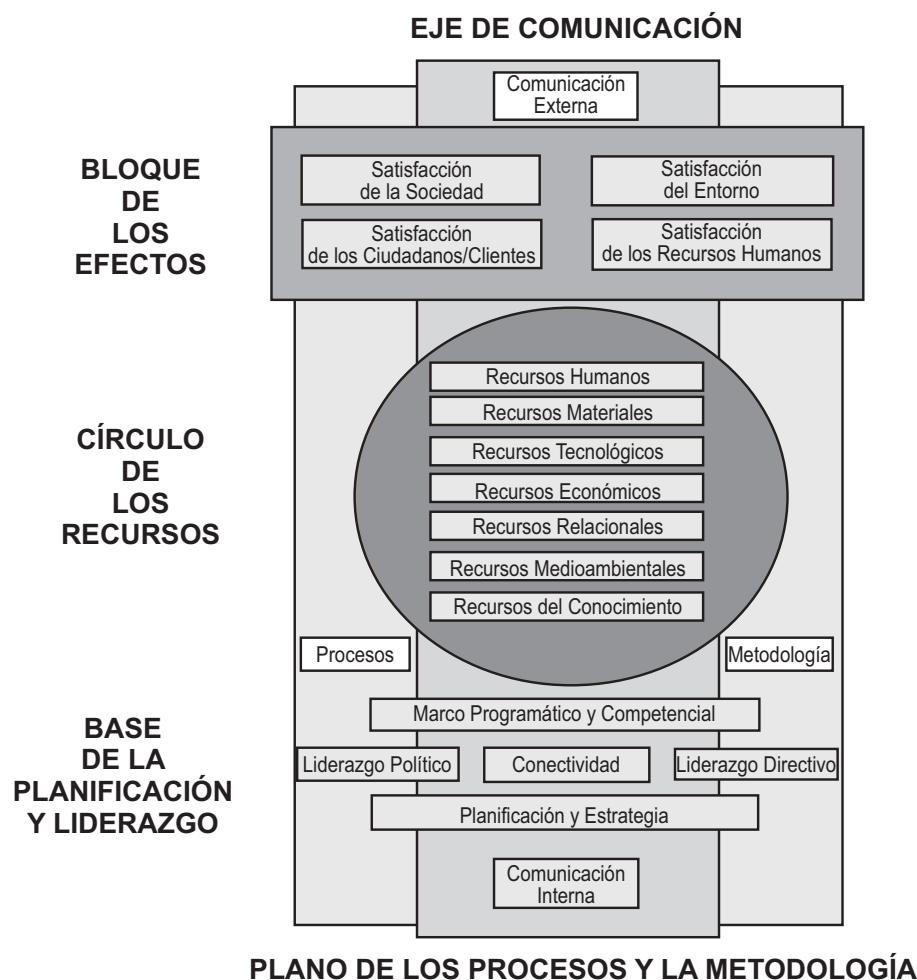 EJE DE COMUNICACIÓN
Comunicación
Externa
BLOQUE
DE
LOS
EFECTOS
Satisfacción
de la Sociedad
Satisfacción
del Entorno
Satisfacción
de los Ciudadanos/Clientes
Satisfacción
de los Recursos Humanos
CÍRCULO
DE
LOS
RECURSOS
Recursos Humanos
Recursos Materiales
Recursos Tecnológicos
Recursos Económicos
Recursos Relacionales
Recursos Medioambientales
Recursos del Conocimiento
Procesos
Metodología
BASE
DE LA
PLANIFICACIÓN
Y LIDERAZGO
Marco Programático y Competencial
Liderazgo Político
Conectividad
Liderazgo Directivo
Planificación y Estrategia
Comunicación
Interna
PLANO DE LOS PROCESOS Y LA METODOLOGÍA